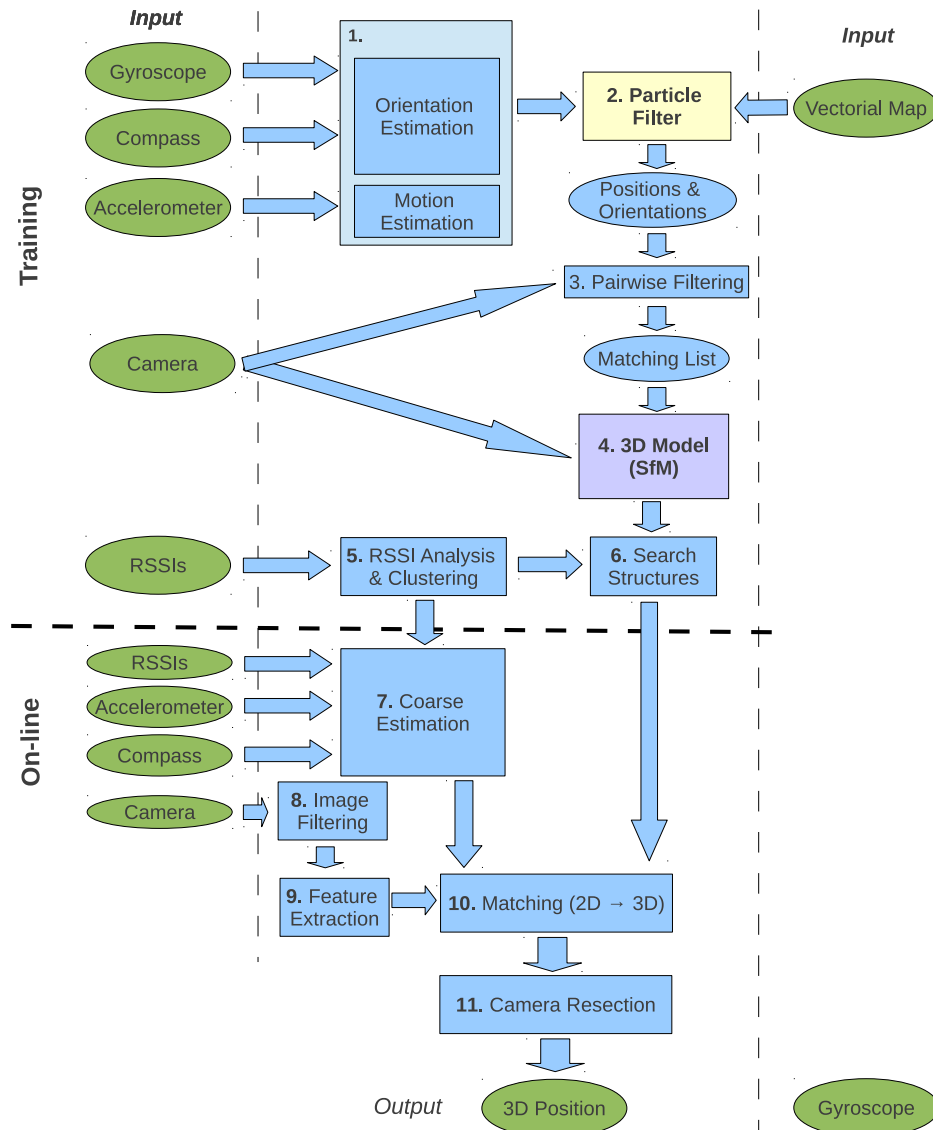 Input
Input
1.
Gyroscope
Orientation
Estimation
2. Particle
Filter
Vectorial Map
Compass
Accelerometer
Motion
Estimation
Positions &
Orientations
Training
3. Pairwise Filtering
Camera
Matching List
4. 3D Model
(SfM)
RSSIs
5. RSSI Analysis
& Clustering
6. Search
Structures
On-line
RSSIs
Accelerometer
Compass
7. Coarse
Estimation
Camera
8. Image
Filtering
9. Feature
Extraction
10. Matching (2D → 3D)
11. Camera Resection
Output
3D Position
Gyroscope